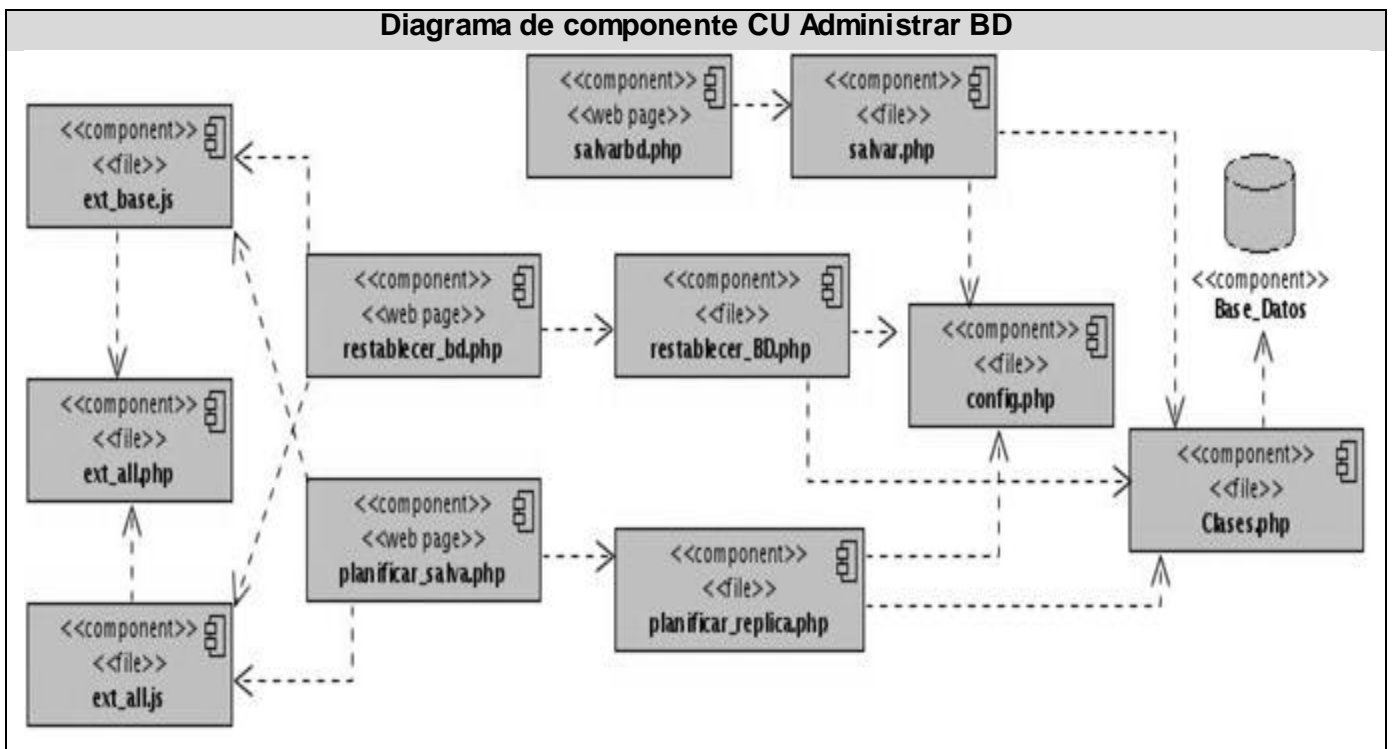 Diagrama de componente CU Administrar BD
<<component>>
<<web page>>
salvarbd.php
<<component>>
<<file>>
salvar.php
<<component>>
<<file>>
ext_base.js
<<component>>
<<web page>>
restablecer_bd.php
<<component>>
<<file>>
restablecer_BD.php
<<component>>
<<file>>
config.php
<<component>>
Base_Datos
<<component>>
<<file>>
ext_all.php
<<component>>
<<web page>>
planificar_salva.php
<<component>>
<<file>>
planificar_replica.php
<<component>>
<<file>>
Clases.php
<<component>>
<<file>>
ext_all.js